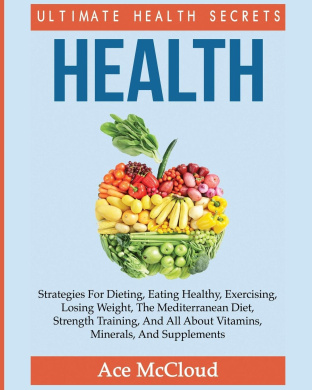 ULTIMATE HEALTH SECRETS
HEALTH
Strategies For Dieting, Eating Healthy, Exercising,
Losing Weight, The Mediterranean Diet,
Strength Training, And All About Vitamins,
Minerals, And Supplements
Ace McCloud